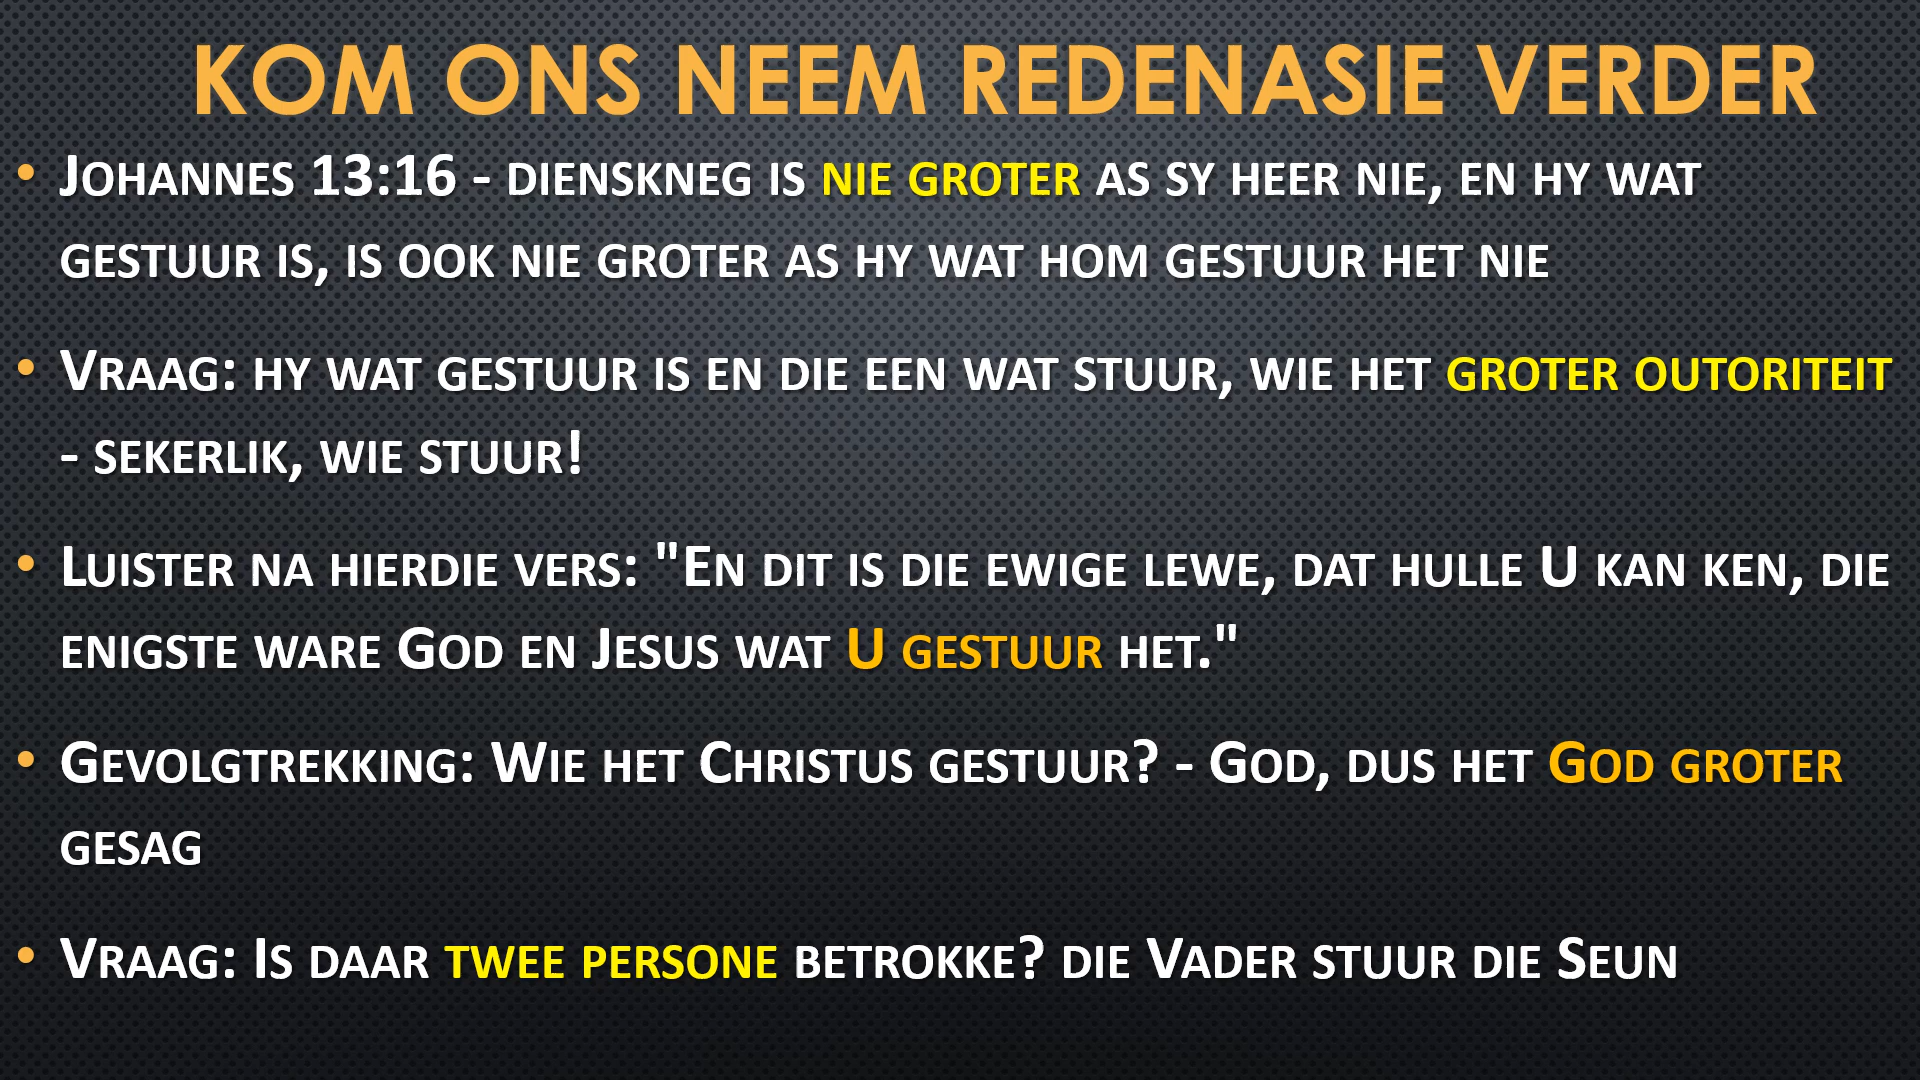 KOM ONS NEEM REDENASIE VERDER
• Johannes 13:16 - dienskneg is nie groter as sy heer nie, en hy wat
gestuur is, is ook nie groter as hy wat hom gestuur het nie
• Vraag: hy wat gestuur is en die een wat stuur, wie het groter outoriteit
- sekerlik, wie stuur!
• Luister na hierdie vers: "En dit is die ewige lewe, dat hulle U kan ken, die
enigste ware God en Jesus wat U gestuur het."
• Gevolgtrekking: Wie het Christus gestuur? - God, dus het God groter
gesag
• Vraag: Is daar twee persone betrokke? die Vader stuur die Seun